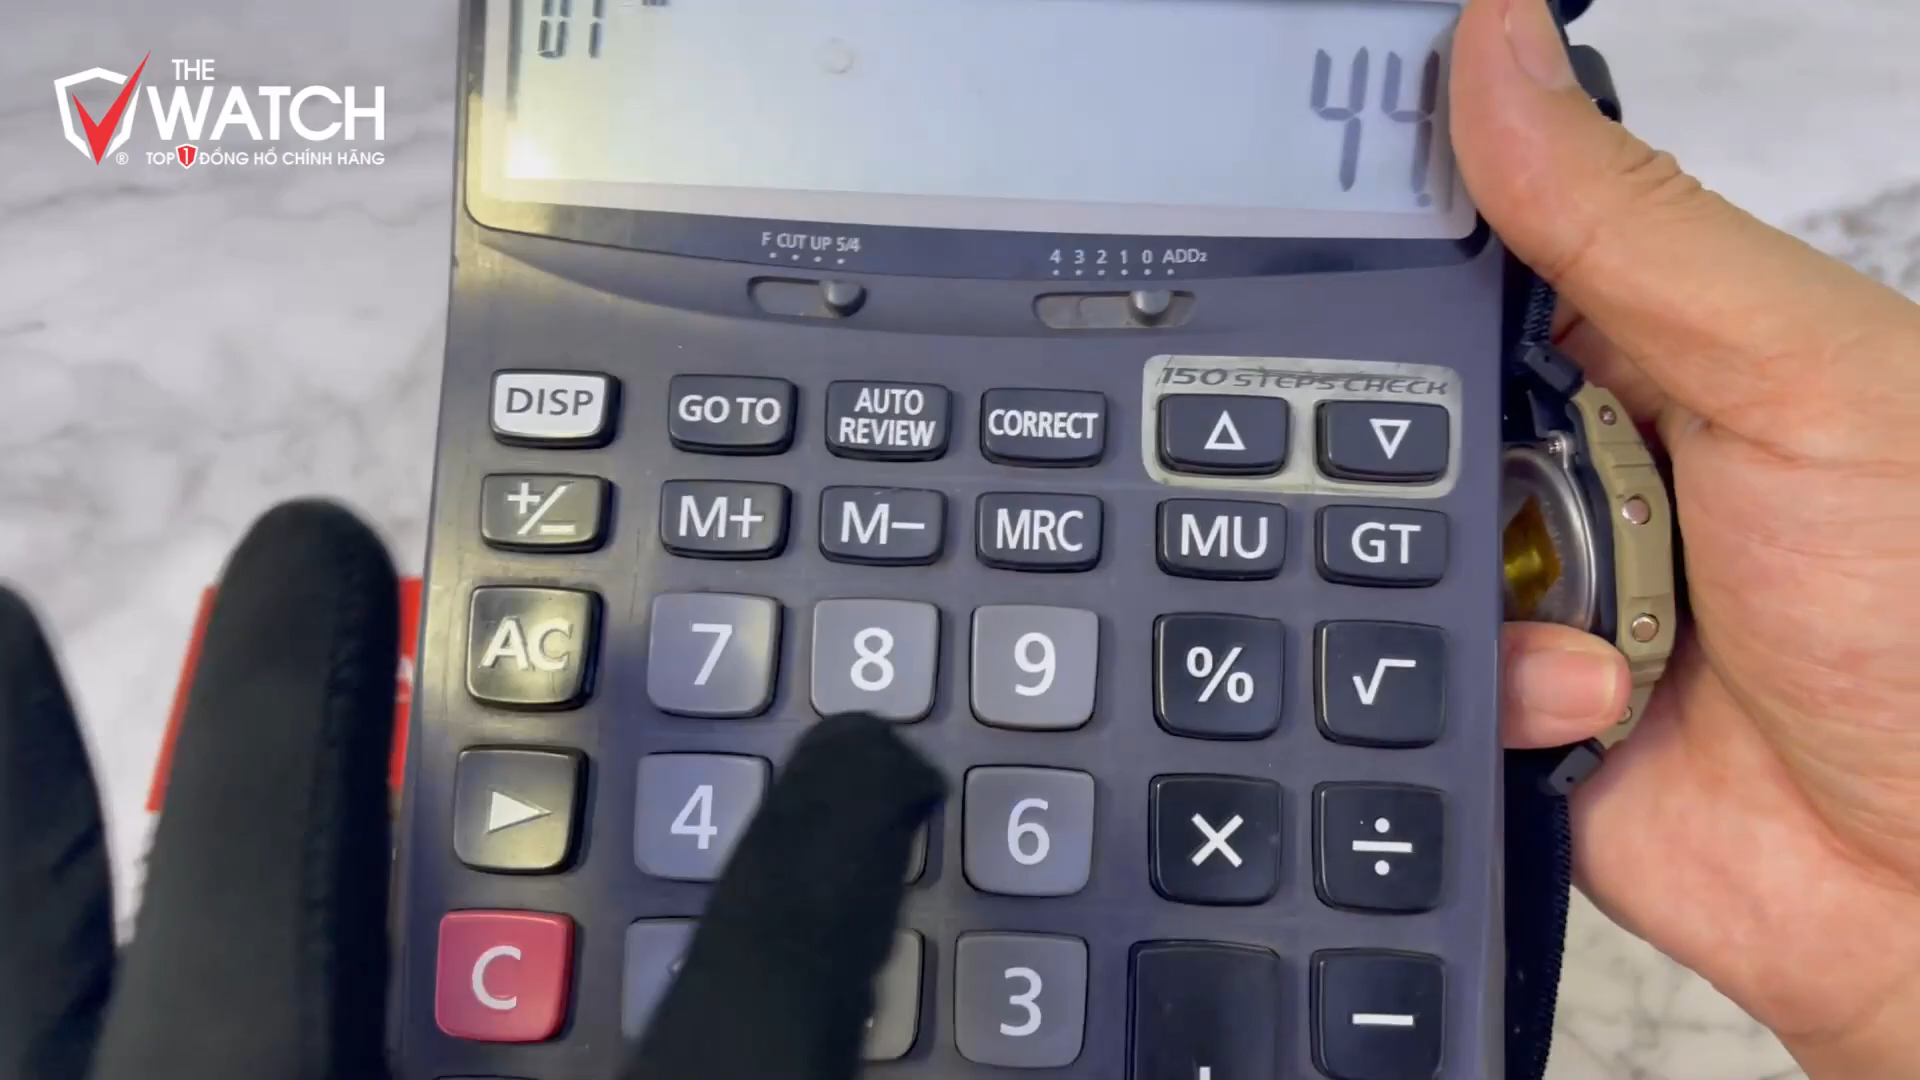 THE
WATCH
® TOP 1 ĐỒNG HỒ CHÍNH HÃNG
01
44.
F CUT UP 5/4
4 3 2 1 0 ADD₂
150 STEPS CHECK
DISP GO TO AUTO REVIEW CORRECT △ ▽
+/− M+ M− MRC MU GT
AC 7 8 9 % √
▶ 4 6 × ÷
C 3 + −